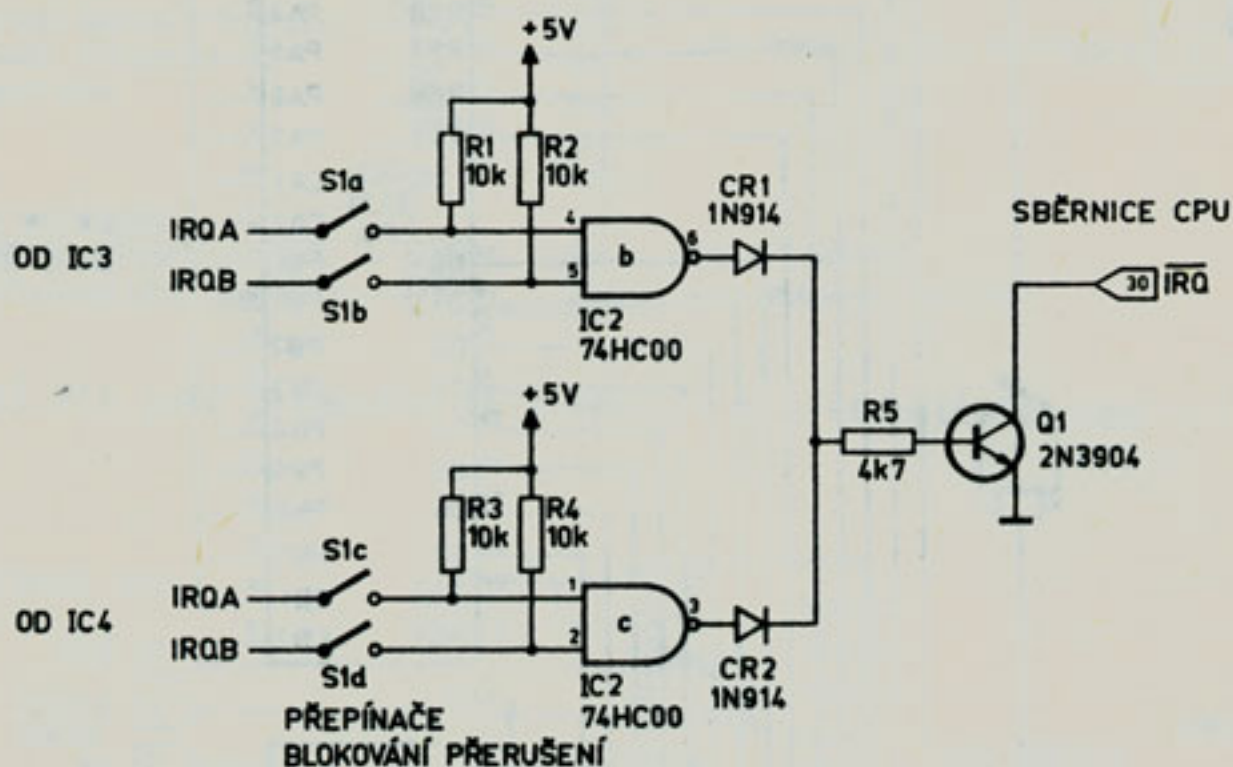 +5V
R1
10k
R2
10k
S1a
CR1
1N914
SBĚRNICE CPU
IRQA
4
OD IC3
b
6
30
IRQ
IRQB
5
S1b
IC2
74HC00
+5V
R5
4k7
Q1
2N3904
R3
10k
R4
10k
S1c
IRQA
1
OD IC4
c
3
IRQB
2
S1d
CR2
1N914
IC2
74HC00
PŘEPÍNAČE
BLOKOVÁNÍ PŘERUŠENÍ